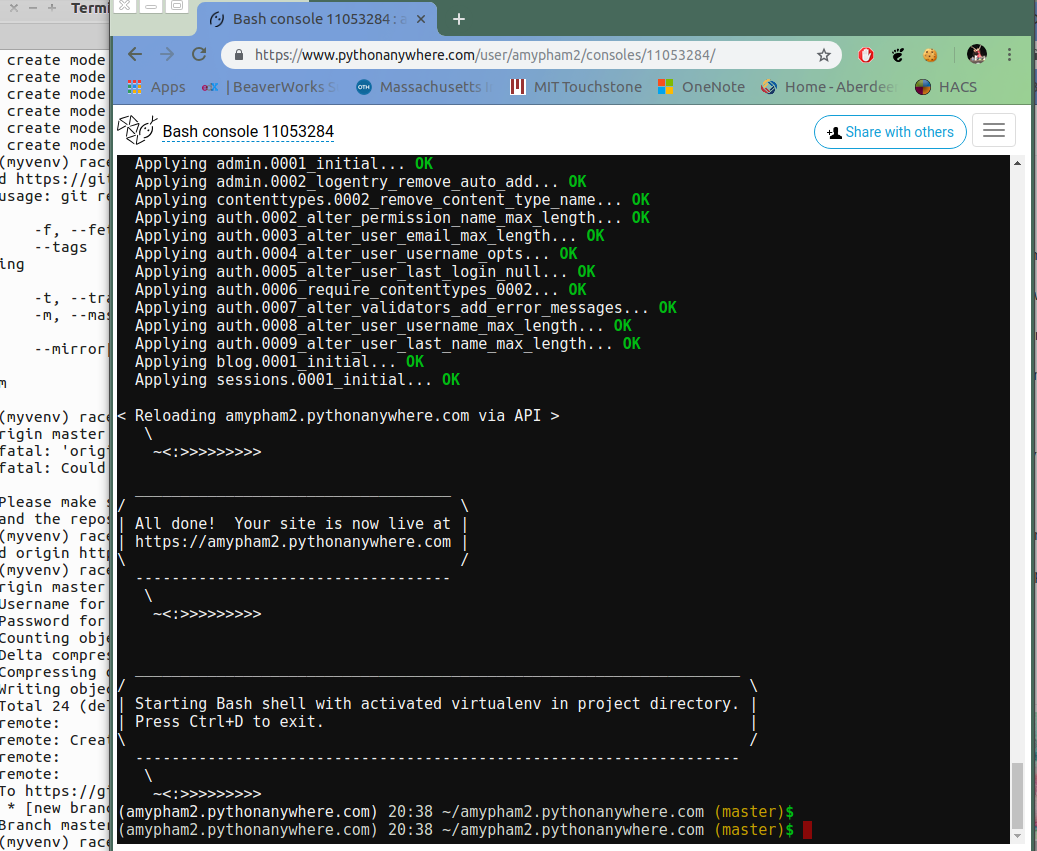 Termi
Bash console 11053284 : a
https://www.pythonanywhere.com/user/amypham2/consoles/11053284/
Apps
edX | BeaverWorks S
OTH Massachusetts I
MIT Touchstone
OneNote
Home - Aberdee
HACS
Bash console 11053284
Share with others
Applying admin.0001_initial... OK
Applying admin.0002_logentry_remove_auto_add... OK
Applying contenttypes.0002_remove_content_type_name... OK
Applying auth.0002_alter_permission_name_max_length... OK
Applying auth.0003_alter_user_email_max_length... OK
Applying auth.0004_alter_user_username_opts... OK
Applying auth.0005_alter_user_last_login_null... OK
Applying auth.0006_require_contenttypes_0002... OK
Applying auth.0007_alter_validators_add_error_messages... OK
Applying auth.0008_alter_user_username_max_length... OK
Applying auth.0009_alter_user_last_name_max_length... OK
Applying blog.0001_initial... OK
Applying sessions.0001_initial... OK
< Reloading amypham2.pythonanywhere.com via API >
\
~<:>>>>>>>>>
___________________________________
/ \
| All done!  Your site is now live at |
| https://amypham2.pythonanywhere.com |
\ /
-----------------------------------
\
~<:>>>>>>>>>
___________________________________________________________________
/ \
| Starting Bash shell with activated virtualenv in project directory. |
| Press Ctrl+D to exit. |
\ /
-------------------------------------------------------------------
\
~<:>>>>>>>>>
(amypham2.pythonanywhere.com) 20:38 ~/amypham2.pythonanywhere.com (master)$
(amypham2.pythonanywhere.com) 20:38 ~/amypham2.pythonanywhere.com (master)$
create mode
create mode
create mode
create mode
create mode
create mode
(myvenv) race
d https://git
usage: git re
-f, --fet
--tags
ing
-t, --tra
-m, --mas
--mirror[
m
(myvenv) race
rigin master
fatal: 'origi
fatal: Could
Please make s
and the repos
(myvenv) race
d origin http
(myvenv) race
rigin master
Username for
Password for
Counting obje
Delta compres
Compressing o
Writing objec
Total 24 (del
remote:
remote: Creat
remote:
remote:
To https://gi
* [new branc
Branch master
(myvenv) race